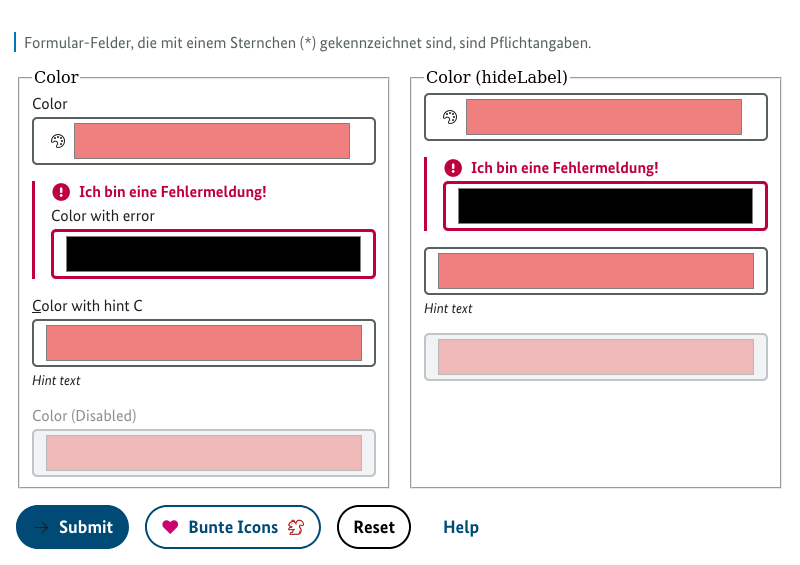 Formular-Felder, die mit einem Sternchen (*) gekennzeichnet sind, sind Pflichtangaben.
Color
Color
Ich bin eine Fehlermeldung!
Color with error
Color with hint C
Hint text
Color (Disabled)
Color (hideLabel)
Ich bin eine Fehlermeldung!
Hint text
Submit
Bunte Icons
Reset
Help